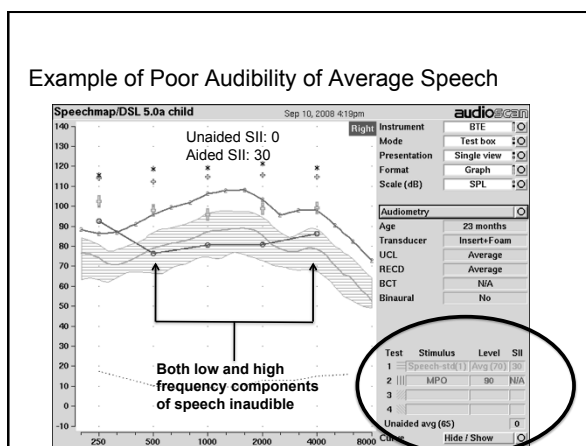 Example of Poor Audibility of Average Speech
Speechmap/DSL 5.0a child
Sep 10, 2008 4:19pm
audioscan
140
130
120
110
100
90
80
70
60
50
40
30
20
10
0
-10
250
500
1000
2000
4000
8000
Unaided SII: 0
Aided SII: 30
Right
Both low and high
frequency components
of speech inaudible
Instrument BTE
Mode Test box
Presentation Single view
Format Graph
Scale (dB) SPL
Audiometry
Age 23 months
Transducer Insert+Foam
UCL Average
RECD Average
BCT N/A
Binaural No
Test Stimulus Level SII
1 Speech-std(1) Avg (70) 30
2 MPO 90 N/A
3
4
Unaided avg (65) 0
Hide / Show